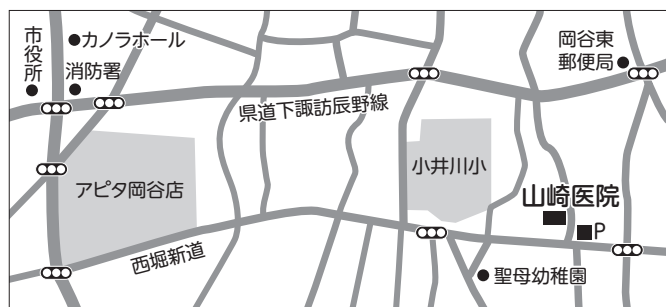 市役所
カノラホール
消防署
岡谷東
郵便局
県道下諏訪辰野線
アピタ岡谷店
小井川小
山崎医院
P
西堀新道
聖母幼稚園